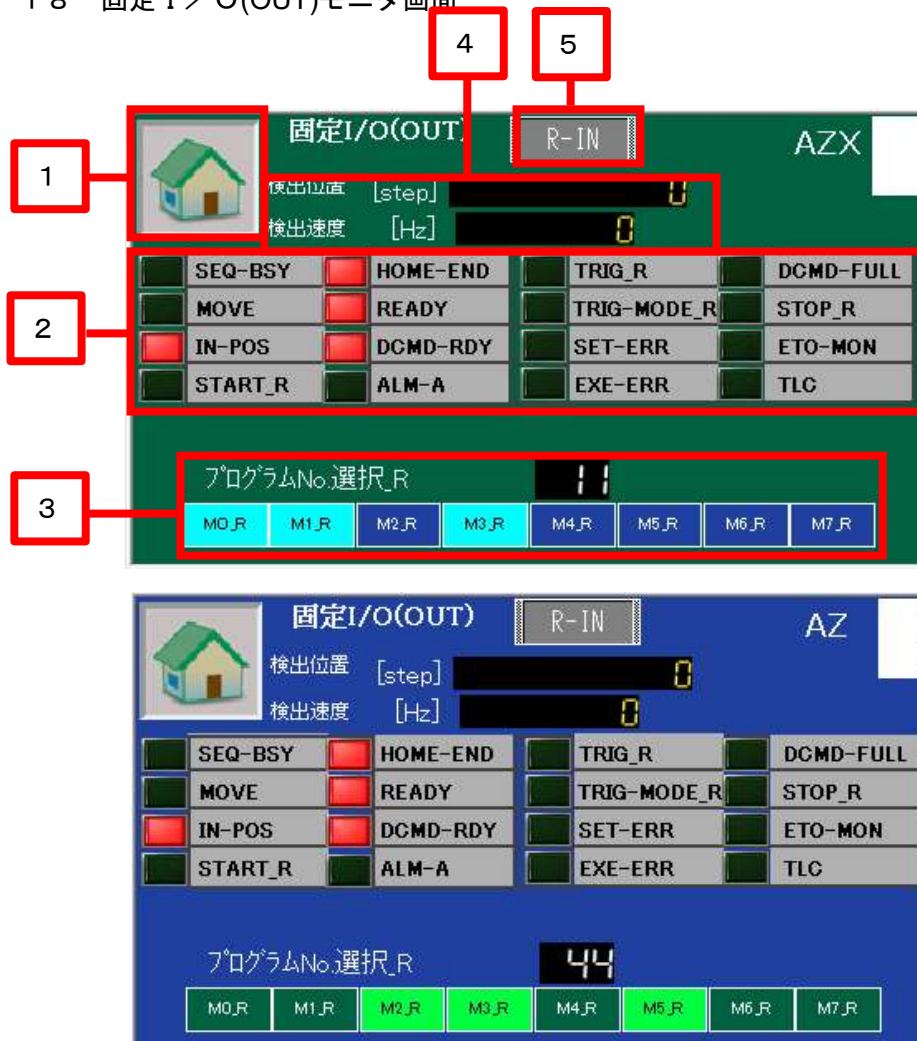 18 固定I/O(OUT)モニタ画面
4 5
固定I/O(OUT) R-IN AZX
1
検出位置 [step] 0
検出速度 [Hz] 0
SEQ-BSY HOME-END TRIG_R DCMD-FULL
2
MOVE READY TRIG-MODE_R STOP_R
IN-POS DCMD-RDY SET-ERR ETO-MON
START_R ALM-A EXE-ERR TLC
プログラムNo.選択_R 11
3
M0_R M1_R M2_R M3_R M4_R M5_R M6_R M7_R
固定I/O(OUT) R-IN AZ
検出位置 [step] 0
検出速度 [Hz] 0
SEQ-BSY HOME-END TRIG_R DCMD-FULL
MOVE READY TRIG-MODE_R STOP_R
IN-POS DCMD-RDY SET-ERR ETO-MON
START_R ALM-A EXE-ERR TLC
プログラムNo.選択_R 44
M0_R M1_R M2_R M3_R M4_R M5_R M6_R M7_R